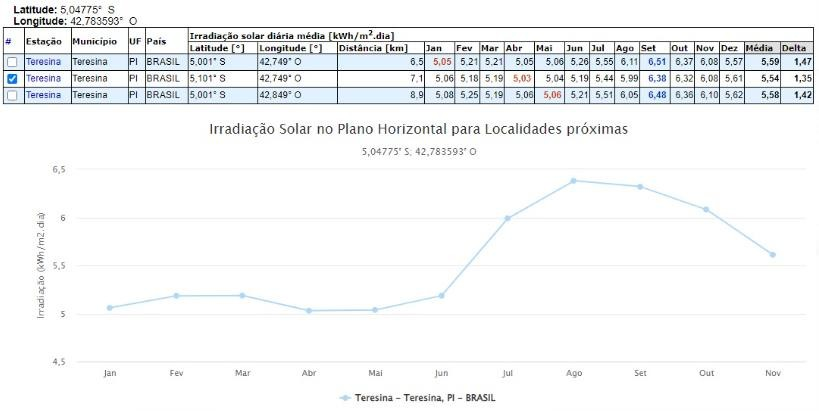 Latitude: 5,04775° S
Longitude: 42,783593° O
# Estação Município UF País Irradiação solar diária média [kWh/m2.dia]
Latitude [°] Longitude [°] Distância [km] Jan Fev Mar Abr Mai Jun Jul Ago Set Out Nov Dez Média Delta
Teresina Teresina PI BRASIL 5,001° S 42,749° O 6,5 5,05 5,21 5,21 5,05 5,06 5,26 5,55 6,11 6,51 6,37 6,08 5,57 5,59 1,47
Teresina Teresina PI BRASIL 5,101° S 42,749° O 7,1 5,06 5,18 5,19 5,03 5,04 5,19 5,44 5,99 6,38 6,32 6,08 5,61 5,54 1,35
Teresina Teresina PI BRASIL 5,001° S 42,849° O 8,9 5,08 5,25 5,19 5,06 5,06 5,21 5,51 6,05 6,48 6,36 6,10 5,62 5,58 1,42
Irradiação Solar no Plano Horizontal para Localidades próximas
5,04775° S; 42,783593° O
Irradiação (kWh/m2.dia)
6,5
6
5,5
5
4,5
Jan Fev Mar Abr Mai Jun Jul Ago Set Out Nov
Teresina - Teresina, PI - BRASIL